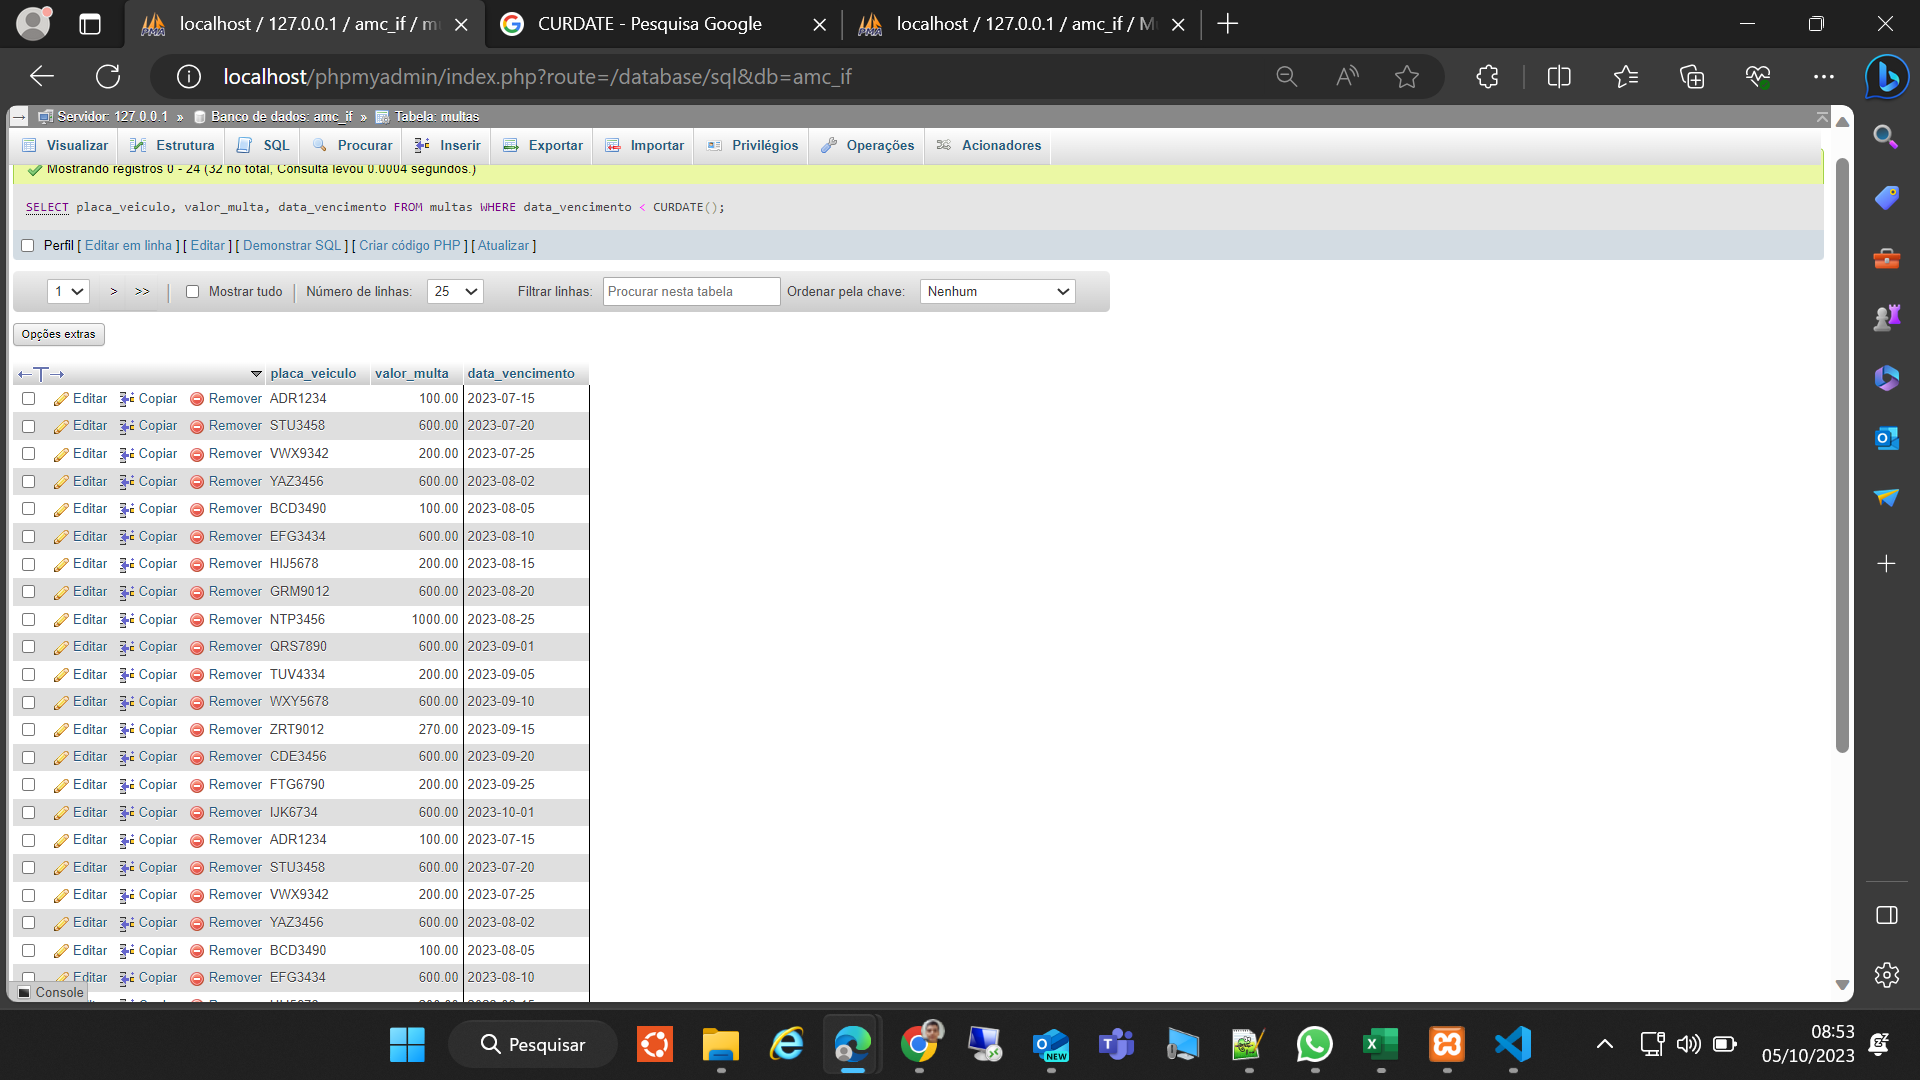 localhost / 127.0.0.1 / amc_if / mu
CURDATE - Pesquisa Google
localhost / 127.0.0.1 / amc_if / M
localhost/phpmyadmin/index.php?route=/database/sql&db=amc_if
Servidor: 127.0.0.1 » Banco de dados: amc_if » Tabela: multas
Visualizar Estrutura SQL Procurar Inserir Exportar Importar Privilégios Operações Acionadores
Mostrando registros 0 - 24 (32 no total, Consulta levou 0.0004 segundos.)
SELECT placa_veiculo, valor_multa, data_vencimento FROM multas WHERE data_vencimento < CURDATE();
Perfil [ Editar em linha ] [ Editar ] [ Demonstrar SQL ] [ Criar código PHP ] [ Atualizar ]
1 > >> | Mostrar tudo | Número de linhas: 25 Filtrar linhas: Procurar nesta tabela Ordenar pela chave: Nenhum
Opções extras
←T→ placa_veiculo valor_multa data_vencimento
Editar Copiar Remover ADR1234 100.00 2023-07-15
Editar Copiar Remover STU3458 600.00 2023-07-20
Editar Copiar Remover VWX9342 200.00 2023-07-25
Editar Copiar Remover YAZ3456 600.00 2023-08-02
Editar Copiar Remover BCD3490 100.00 2023-08-05
Editar Copiar Remover EFG3434 600.00 2023-08-10
Editar Copiar Remover HIJ5678 200.00 2023-08-15
Editar Copiar Remover GRM9012 600.00 2023-08-20
Editar Copiar Remover NTP3456 1000.00 2023-08-25
Editar Copiar Remover QRS7890 600.00 2023-09-01
Editar Copiar Remover TUV4334 200.00 2023-09-05
Editar Copiar Remover WXY5678 600.00 2023-09-10
Editar Copiar Remover ZRT9012 270.00 2023-09-15
Editar Copiar Remover CDE3456 600.00 2023-09-20
Editar Copiar Remover FTG6790 200.00 2023-09-25
Editar Copiar Remover IJK6734 600.00 2023-10-01
Editar Copiar Remover ADR1234 100.00 2023-07-15
Editar Copiar Remover STU3458 600.00 2023-07-20
Editar Copiar Remover VWX9342 200.00 2023-07-25
Editar Copiar Remover YAZ3456 600.00 2023-08-02
Editar Copiar Remover BCD3490 100.00 2023-08-05
Editar Copiar Remover EFG3434 600.00 2023-08-10
Console
Pesquisar
NEW
08:53
05/10/2023